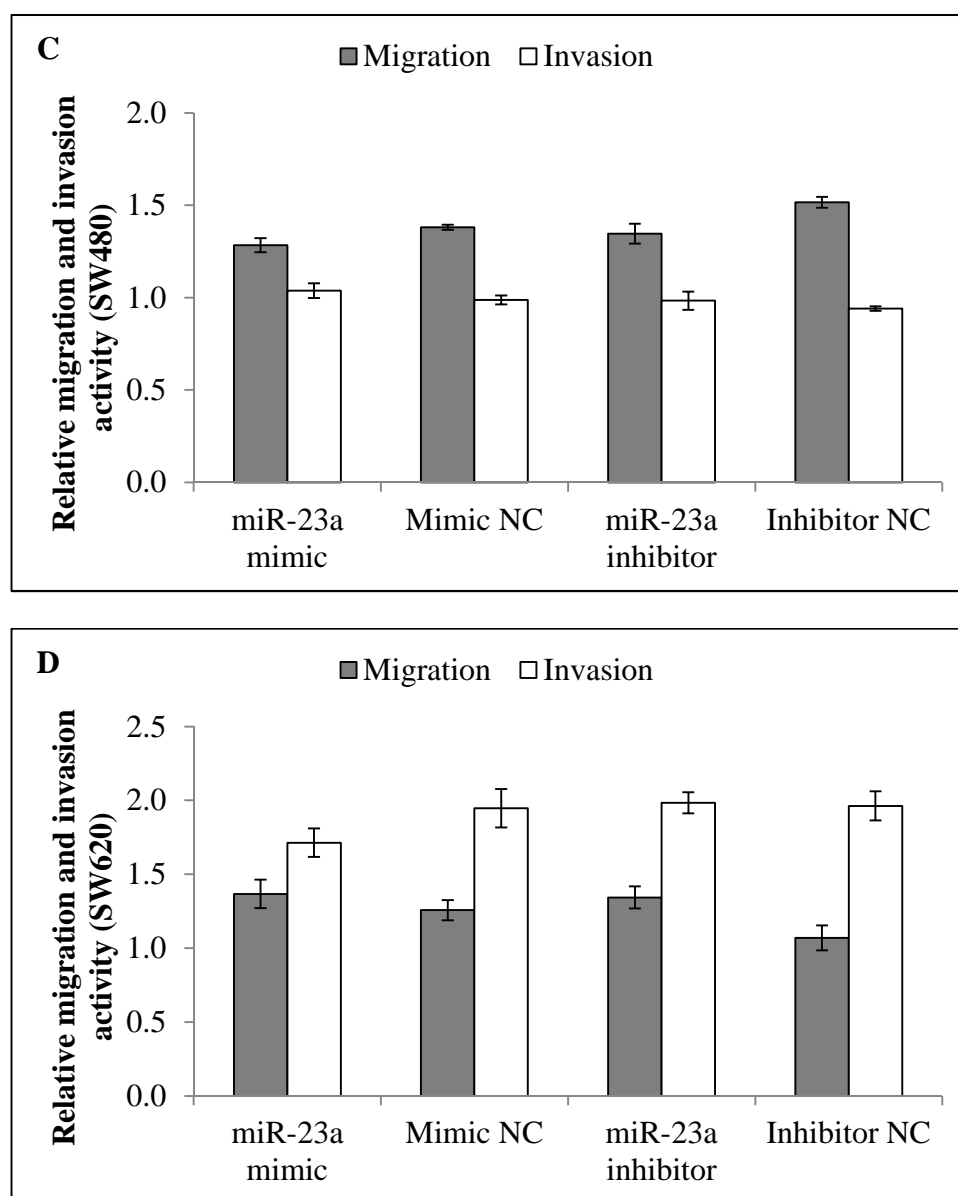 C
Migration Invasion
Relative migration and invasion
activity (SW480)
2.0
1.5
1.0
0.5
0.0
miR-23a
mimic
Mimic NC
miR-23a
inhibitor
Inhibitor NC
D
Migration Invasion
Relative migration and invasion
activity (SW620)
2.5
2.0
1.5
1.0
0.5
0.0
miR-23a
mimic
Mimic NC
miR-23a
inhibitor
Inhibitor NC